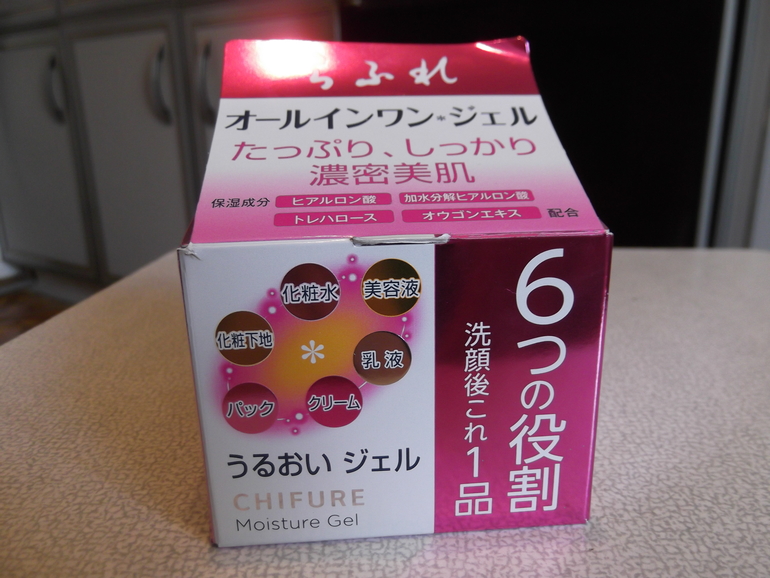 ちふれ
オールインワン*ジェル
たっぷり、しっかり
濃密美肌
保湿成分 ヒアルロン酸 加水分解ヒアルロン酸
トレハロース オウゴンエキス 配合
化粧水
美容液
化粧下地
乳液
パック
クリーム
うるおい ジェル
CHIFURE
Moisture Gel
6つの役割
洗顔後これ1品